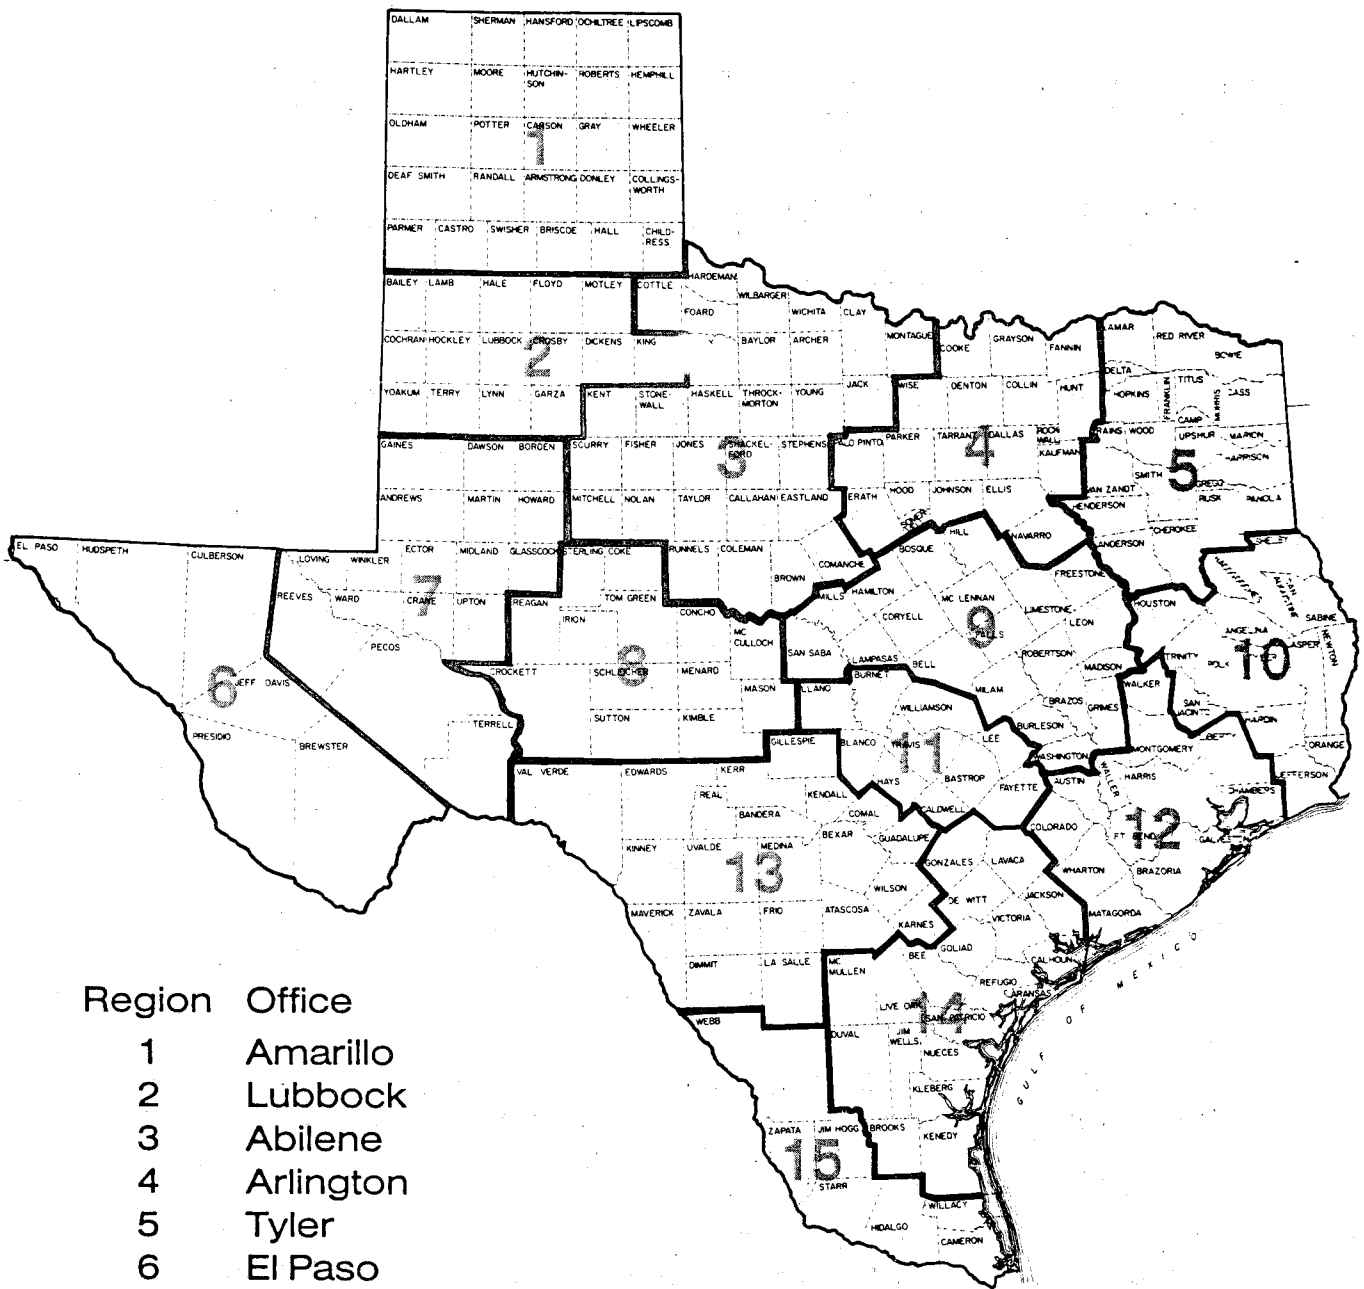 DALLAM SHERMAN HANSFORD OCHILTREE LIPSCOMB
HARTLEY MOORE HUTCHIN-SON ROBERTS HEMPHILL
OLDHAM POTTER CARSON GRAY WHEELER
1
DEAF SMITH RANDALL ARMSTRONG DONLEY COLLINGS-WORTH
PARMER CASTRO SWISHER BRISCOE HALL CHILD-RESS
BAILEY LAMB HALE FLOYD MOTLEY COTTLE HARDEMAN
FOARD WILBARGER WICHITA CLAY
COCHRAN HOCKLEY LUBBOCK CROSBY DICKENS KING BAYLOR ARCHER MONTAGUE COOKE GRAYSON FANNIN LAMAR RED RIVER BOWIE
2
YOAKUM TERRY LYNN GARZA KENT STONE-WALL HASKELL THROCK-MORTON YOUNG JACK WISE DENTON COLLIN HUNT DELTA HOPKINS FRANKLIN TITUS MORRIS CASS
CAMP
GAINES DAWSON BORDEN SCURRY FISHER JONES SHACKEL-FORD STEPHENS PALO PINTO PARKER TARRANT DALLAS ROCK WALL KAUFMAN RAINS WOOD UPSHUR MARION
3 4 5
HARRISON
ANDREWS MARTIN HOWARD MITCHELL NOLAN TAYLOR CALLAHAN EASTLAND ERATH HOOD JOHNSON ELLIS VAN ZANDT SMITH GREGG RUSK PANOLA
HENDERSON
NAVARRO ANDERSON CHEROKEE
EL PASO HUDSPETH CULBERSON LOVING WINKLER ECTOR MIDLAND GLASSCOCK STERLING COKE RUNNELS COLEMAN BROWN COMANCHE BOSQUE HILL SHELBY
REEVES WARD CRANE UPTON REAGAN IRION TOM GREEN CONCHO MC CULLOCH MILLS HAMILTON CORYELL MC LENNAN FREESTONE LIMESTONE LEON HOUSTON ANGELINA SAN AUGUSTINE SABINE
7 9
PECOS SAN SABA LAMPASAS BELL FALLS ROBERTSON MADISON TRINITY POLK JASPER NEWTON
10
6 JEFF DAVIS CROCKETT SCHLEICHER MENARD MASON LLANO BURNET WILLIAMSON MILAM BRAZOS GRIMES WALKER SAN JACINTO
8
PRESIDIO BREWSTER TERRELL SUTTON KIMBLE GILLESPIE BLANCO TRAVIS LEE BURLESON WASHINGTON MONTGOMERY HARDIN ORANGE
11
VAL VERDE EDWARDS KERR KENDALL HAYS BASTROP FAYETTE AUSTIN WALLER HARRIS CHAMBERS JEFFERSON
REAL BANDERA COMAL CALDWELL COLORADO FT BEND
12
KINNEY UVALDE MEDINA BEXAR GUADALUPE GONZALES LAVACA WHARTON BRAZORIA
13
MAVERICK ZAVALA FRIO ATASCOSA WILSON KARNES DE WITT JACKSON VICTORIA MATAGORDA
DIMMIT LA SALLE MC MULLEN BEE GOLIAD CALHOUN
REFUGIO ARANSAS
WEBB DUVAL LIVE OAK SAN PATRICIO JIM WELLS NUECES
14
KLEBERG
ZAPATA JIM HOGG BROOKS KENEDY
15
STARR HIDALGO WILLACY CAMERON
GULF OF MEXICO
Region Office
1 Amarillo
2 Lubbock
3 Abilene
4 Arlington
5 Tyler
6 El Paso